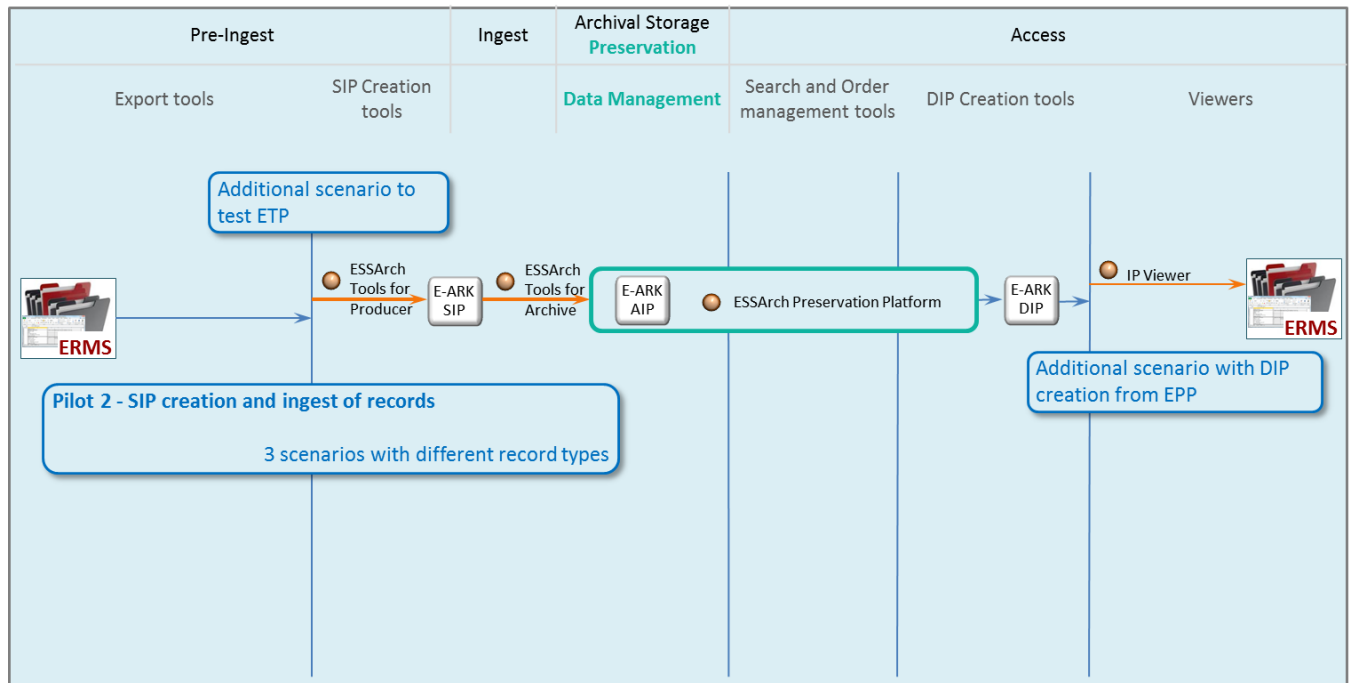 Pre-Ingest
Ingest
Archival Storage
Preservation
Access
Export tools
SIP Creation
tools
Data Management
Search and Order
management tools
DIP Creation tools
Viewers
Additional scenario to
test ETP
ERMS
ESSArch
Tools for
Producer
E-ARK
SIP
ESSArch
Tools for
Archive
E-ARK
AIP
ESSArch Preservation Platform
E-ARK
DIP
IP Viewer
ERMS
Additional scenario with DIP
creation from EPP
Pilot 2 - SIP creation and ingest of records
3 scenarios with different record types